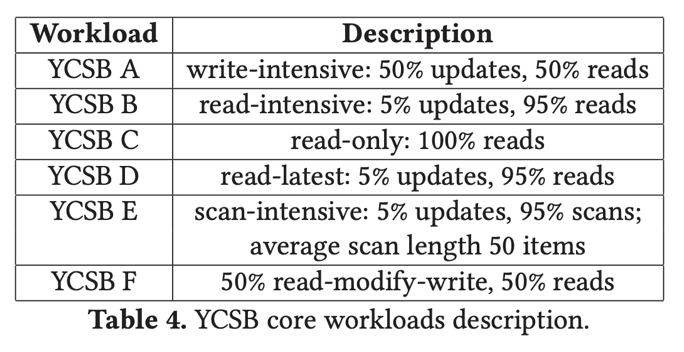 Workload Description
YCSB A write-intensive: 50% updates, 50% reads
YCSB B read-intensive: 5% updates, 95% reads
YCSB C read-only: 100% reads
YCSB D read-latest: 5% updates, 95% reads
YCSB E scan-intensive: 5% updates, 95% scans;
average scan length 50 items
YCSB F 50% read-modify-write, 50% reads
Table 4. YCSB core workloads description.